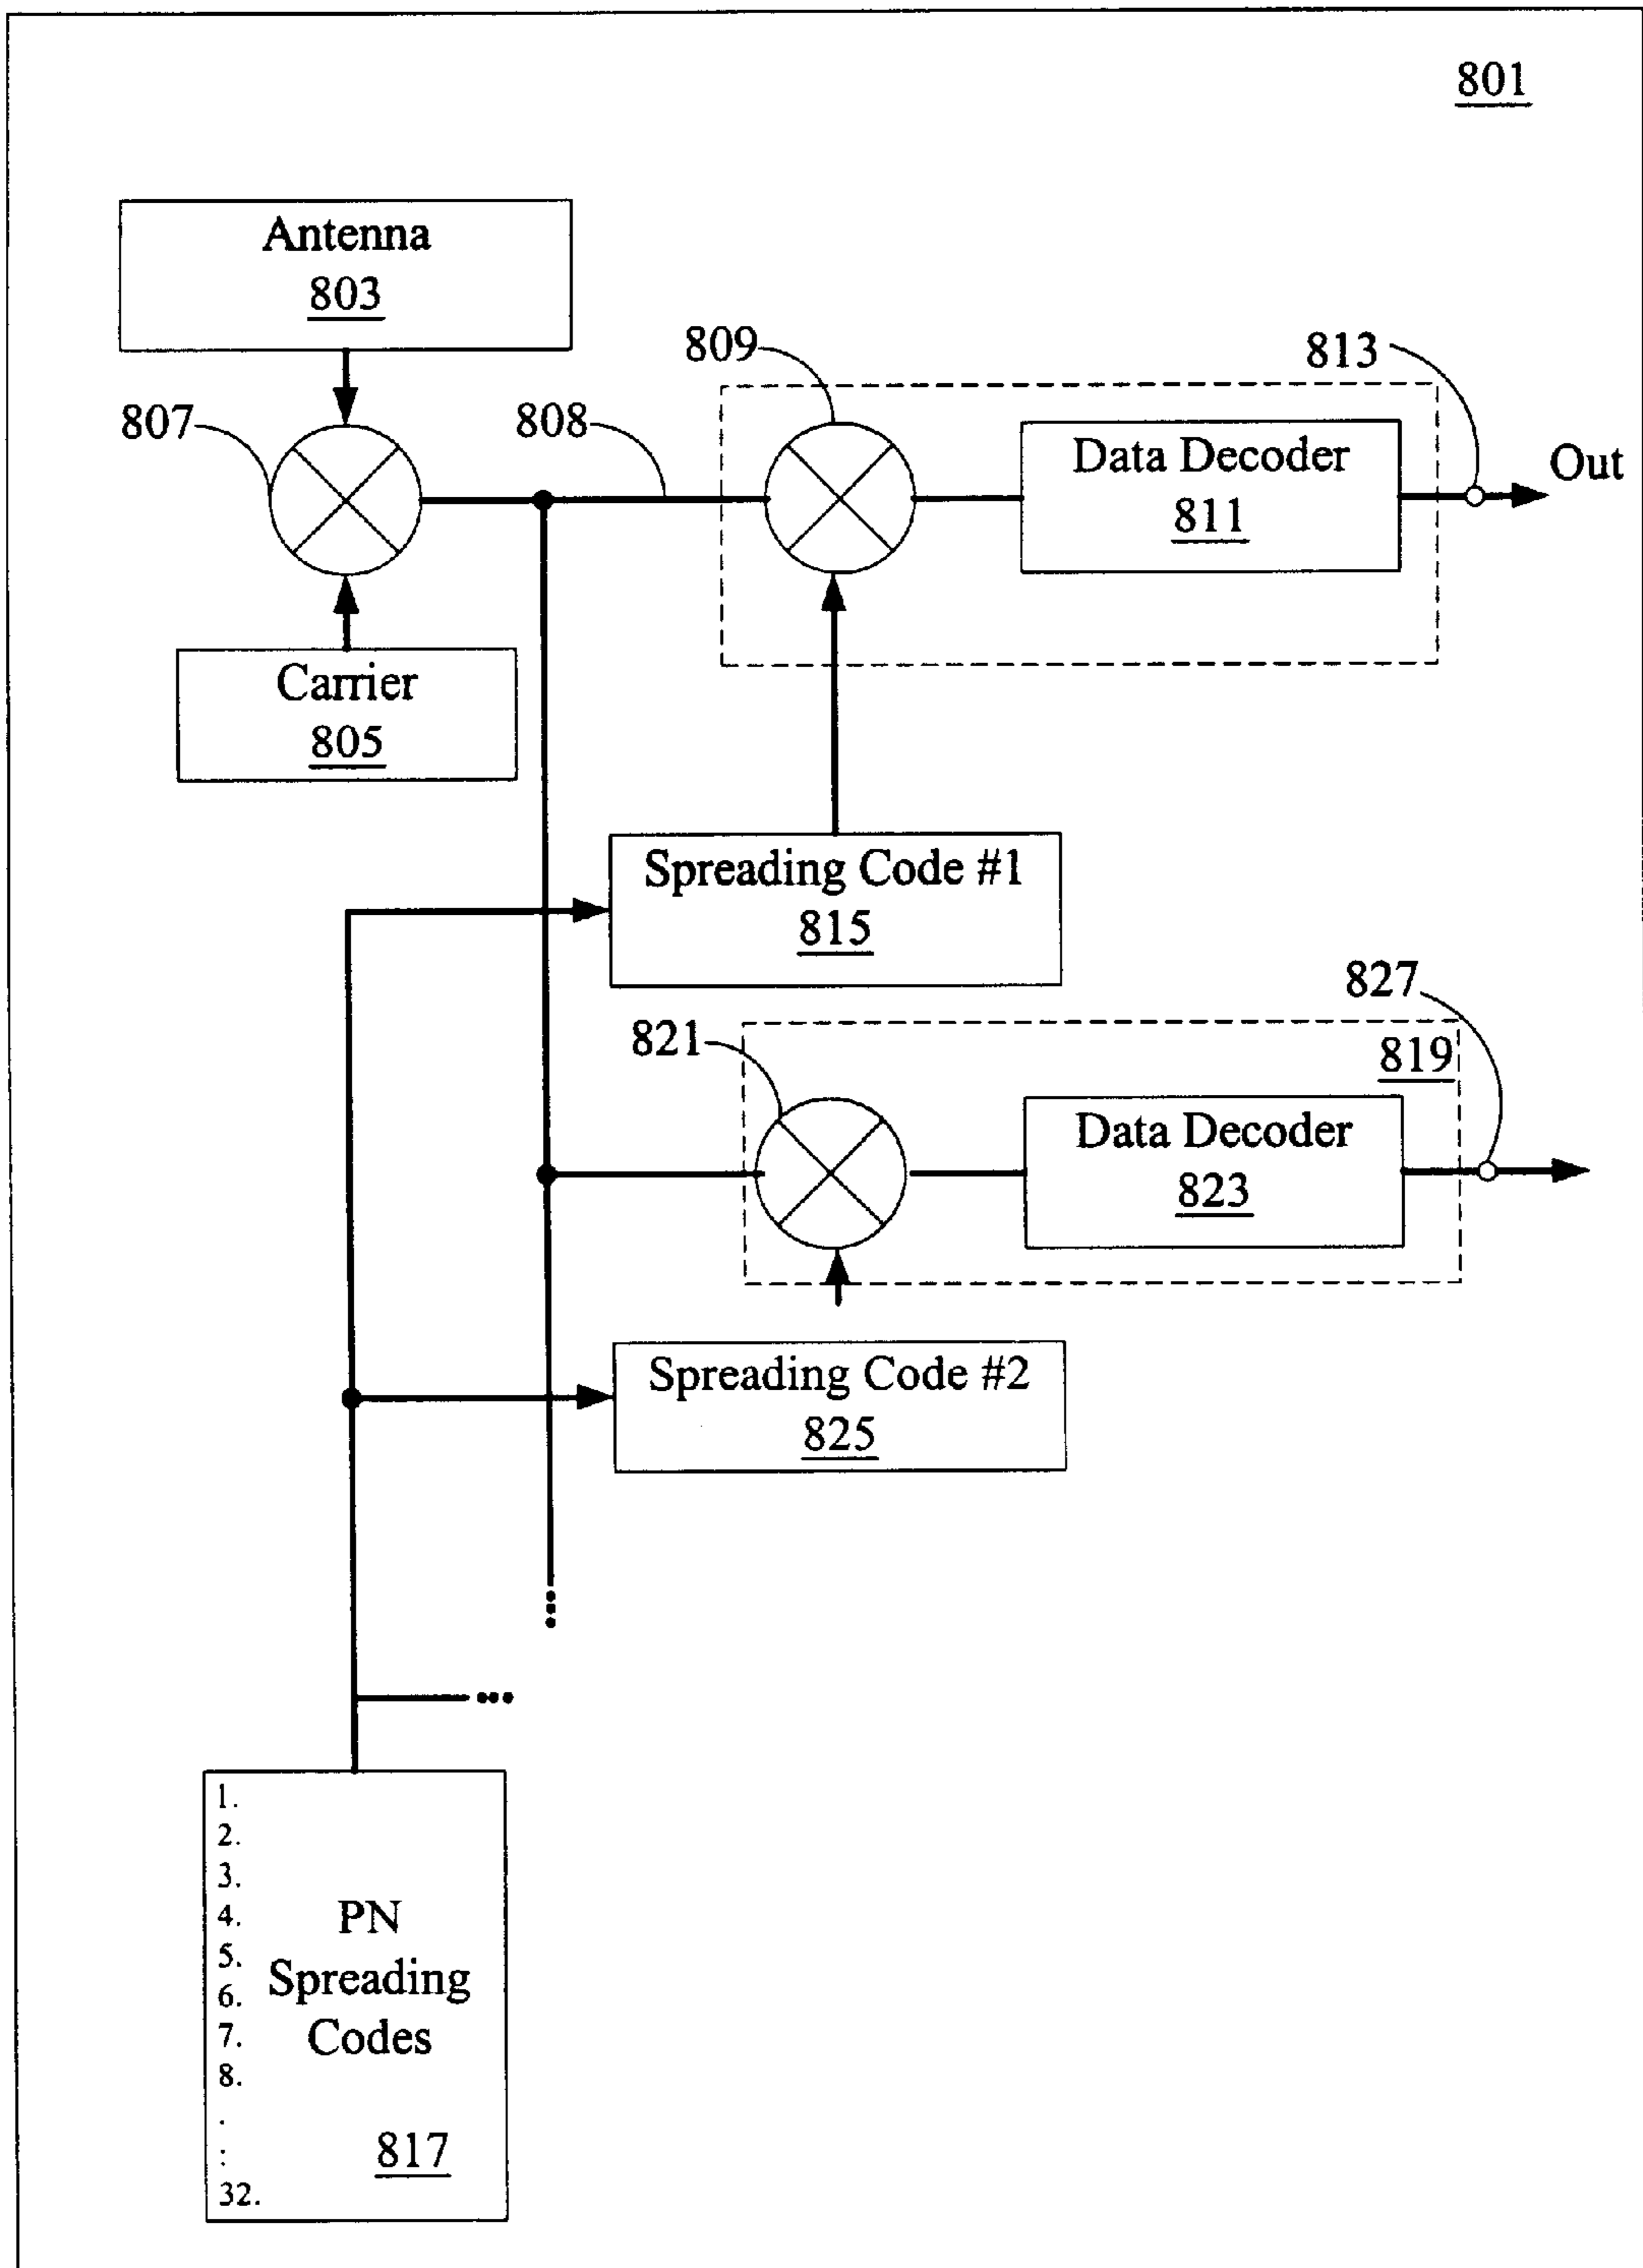 801
Antenna
803
809
813
807
808
Data Decoder
811
Out
Carrier
805
Spreading Code #1
815
827
821
819
Data Decoder
823
Spreading Code #2
825
1.
2.
3.
4.
5.
6.
7.
8.
.
:
32.
PN
Spreading
Codes
817